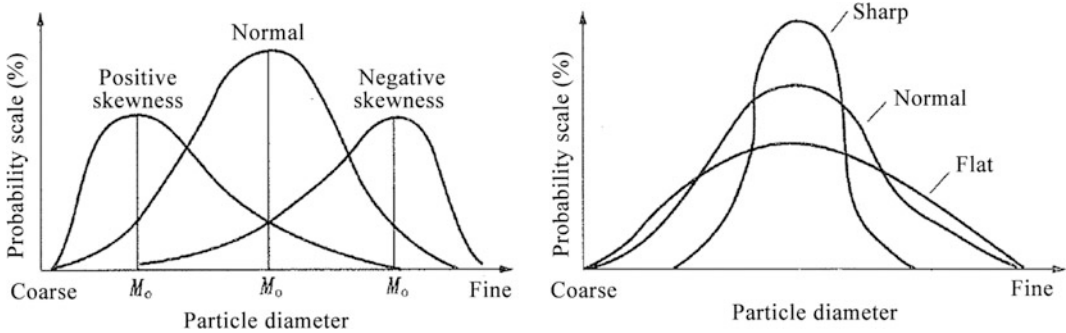 Probability scale (%)
Positive
skewness
Normal
Negative
skewness
Coarse
Mo
Mo
Mo
Fine
Particle diameter
Probability scale (%)
Sharp
Normal
Flat
Coarse
Fine
Particle diameter